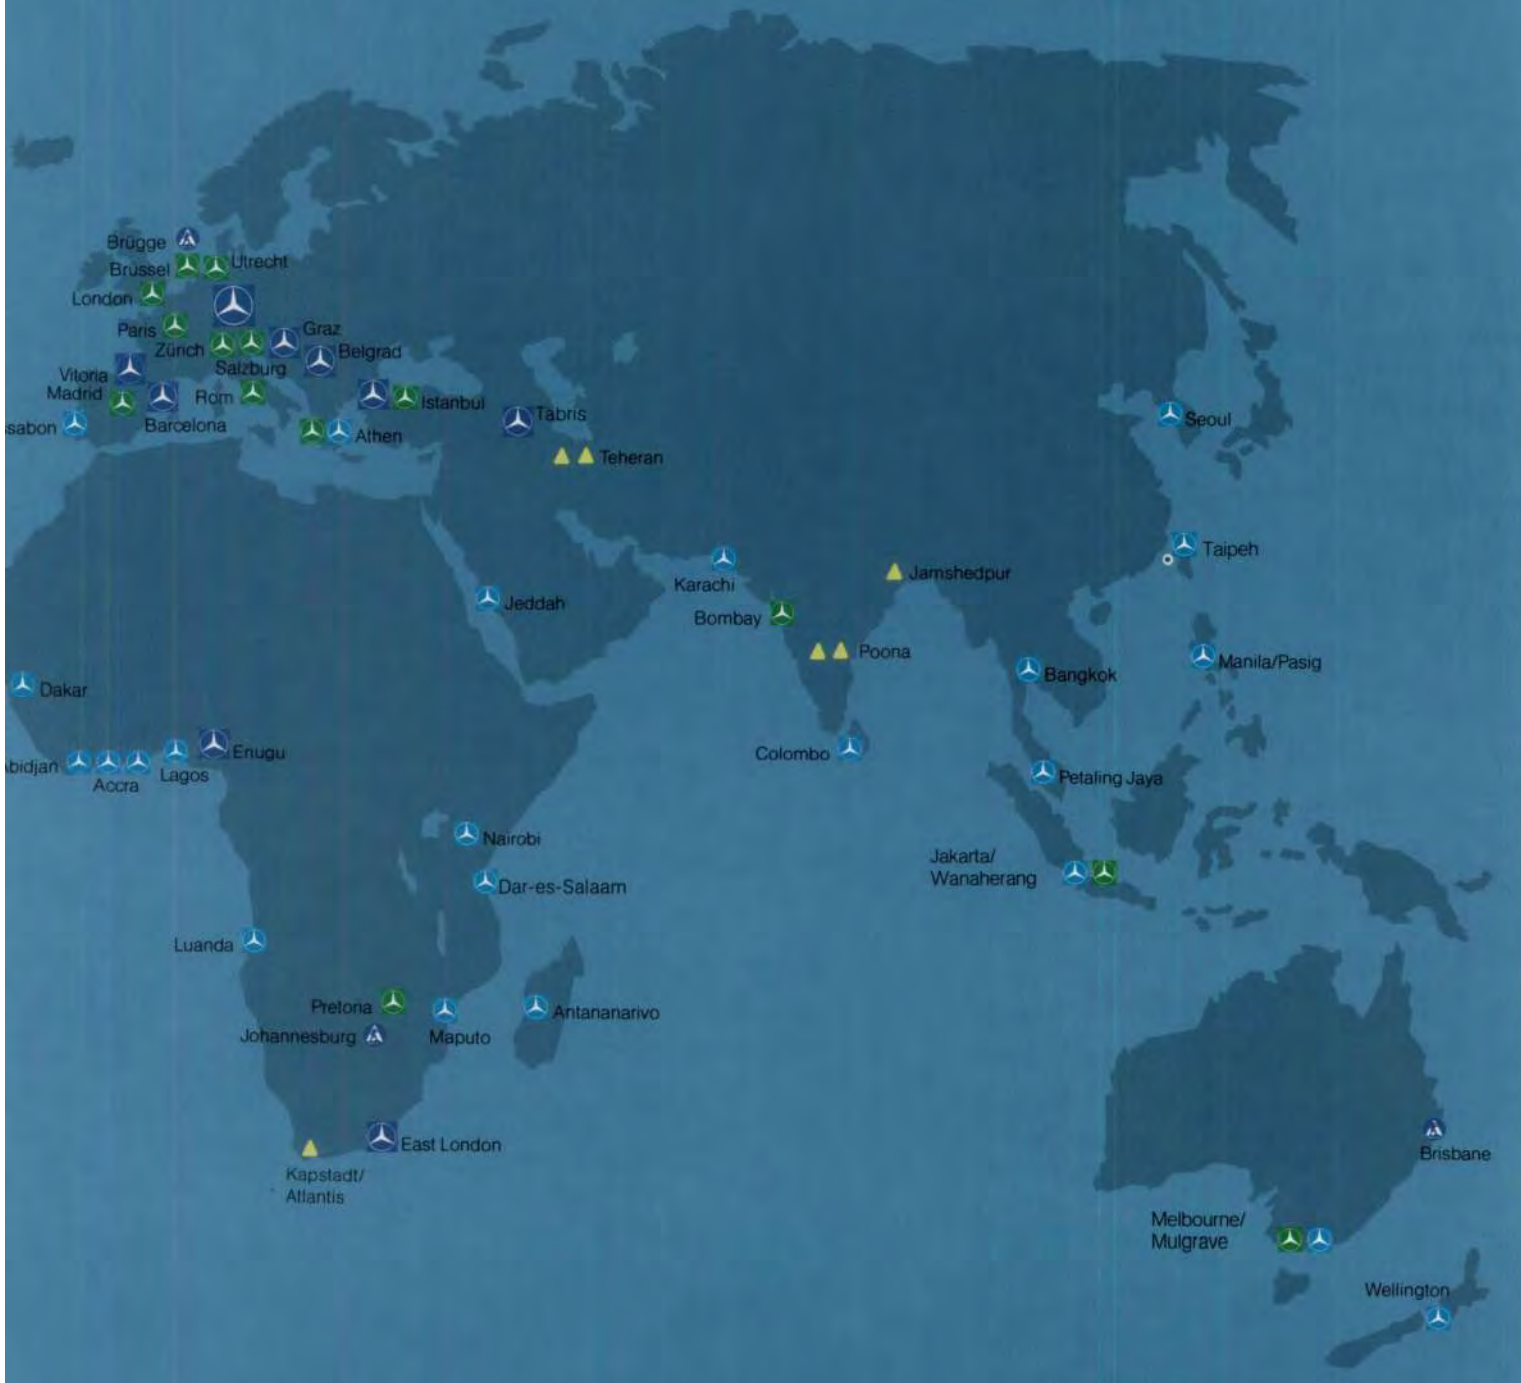 Brügge
Brüssel
Utrecht
London
Paris
Graz
Zürich
Belgrad
Salzburg
Vitoria
Madrid
Rom
Istanbul
Täbris
ssabon
Barcelona
Athen
Teheran
Seoul
Taipeh
Karachi
Jamshedpur
Jeddah
Bombay
Poona
Manila/Pasig
Bangkok
Dakar
Enugu
Colombo
bidjan
Lagos
Accra
Petaling Jaya
Nairobi
Jakarta/
Wanaherang
Dar-es-Salaam
Luanda
Pretoria
Antananarivo
Johannesburg
Maputo
East London
Brisbane
Kapstadt/
Atlantis
Melbourne/
Mulgrave
Wellington